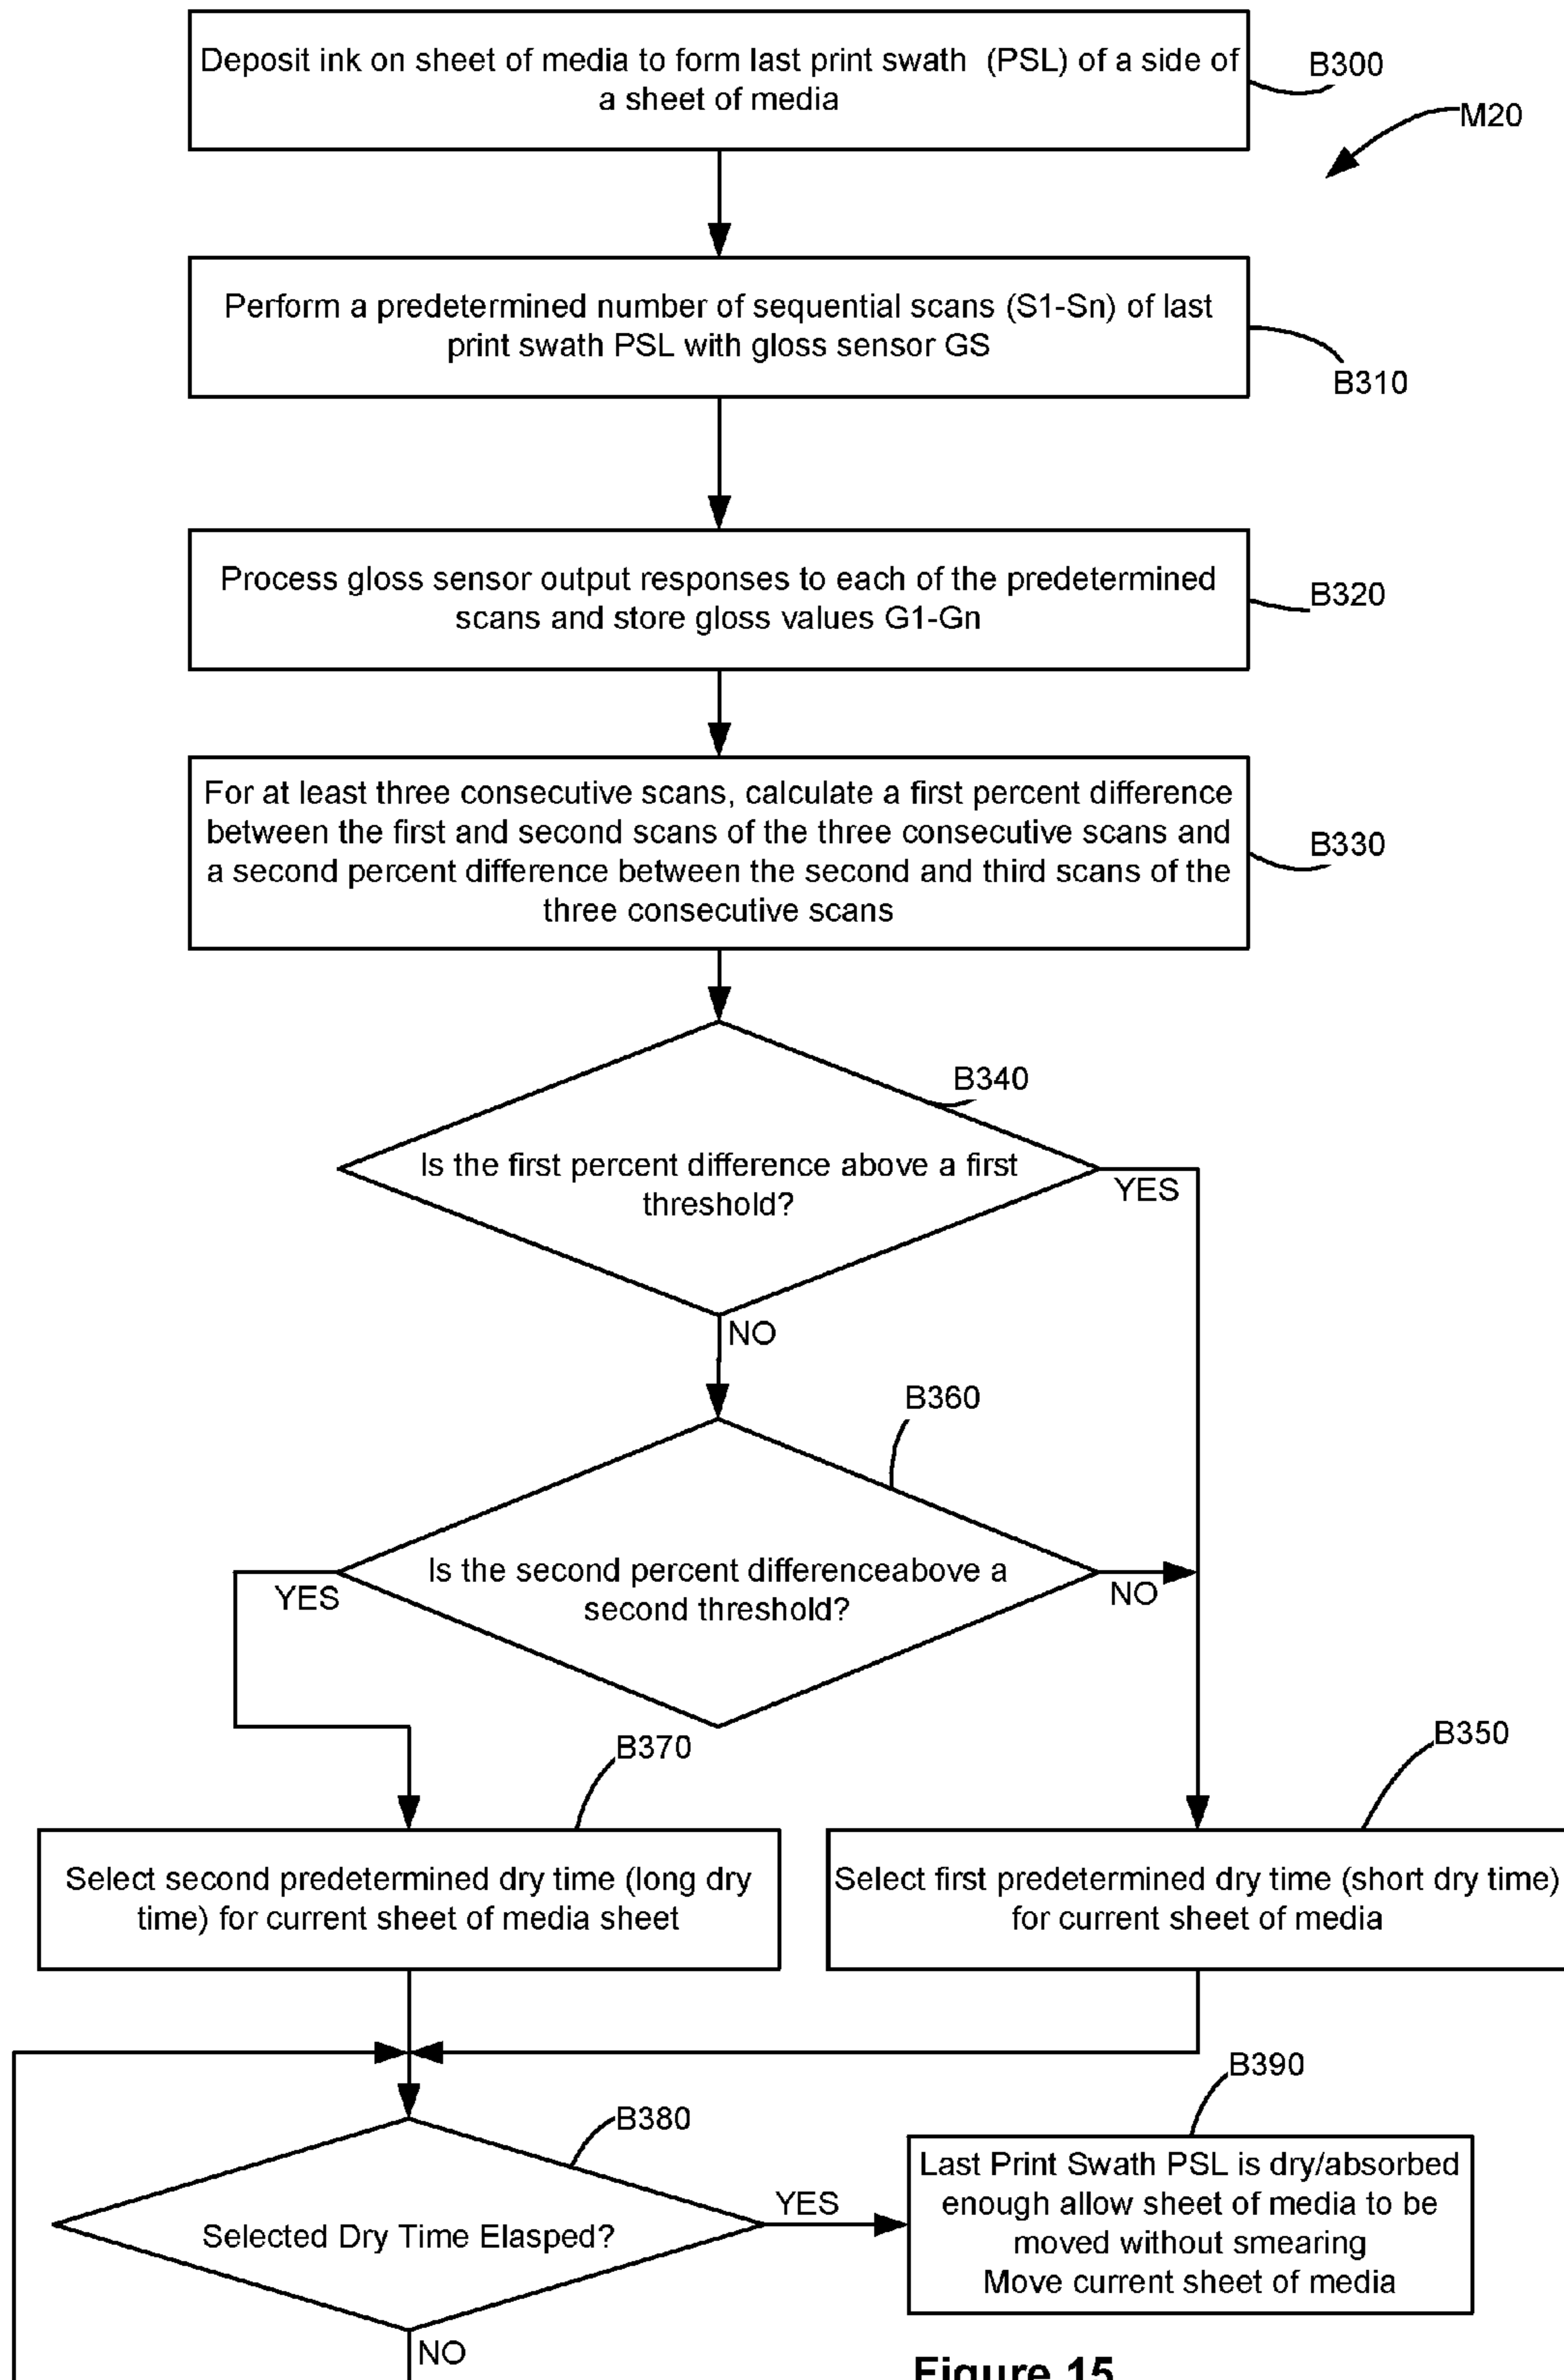 Deposit ink on sheet of media to form last print swath (PSL) of a side of
a sheet of media
B300
M20
Perform a predetermined number of sequential scans (S1-Sn) of last
print swath PSL with gloss sensor GS
B310
Process gloss sensor output responses to each of the predetermined
scans and store gloss values G1-Gn
B320
For at least three consecutive scans, calculate a first percent difference
between the first and second scans of the three consecutive scans and
a second percent difference between the second and third scans of the
three consecutive scans
B330
B340
Is the first percent difference above a first
threshold?
YES
NO
B360
Is the second percent differenceabove a
second threshold?
YES
NO
B370
B350
Select second predetermined dry time (long dry
time) for current sheet of media sheet
Select first predetermined dry time (short dry time)
for current sheet of media
B380
B390
Selected Dry Time Elasped?
YES
Last Print Swath PSL is dry/absorbed
enough allow sheet of media to be
moved without smearing
Move current sheet of media
NO
Figure 15